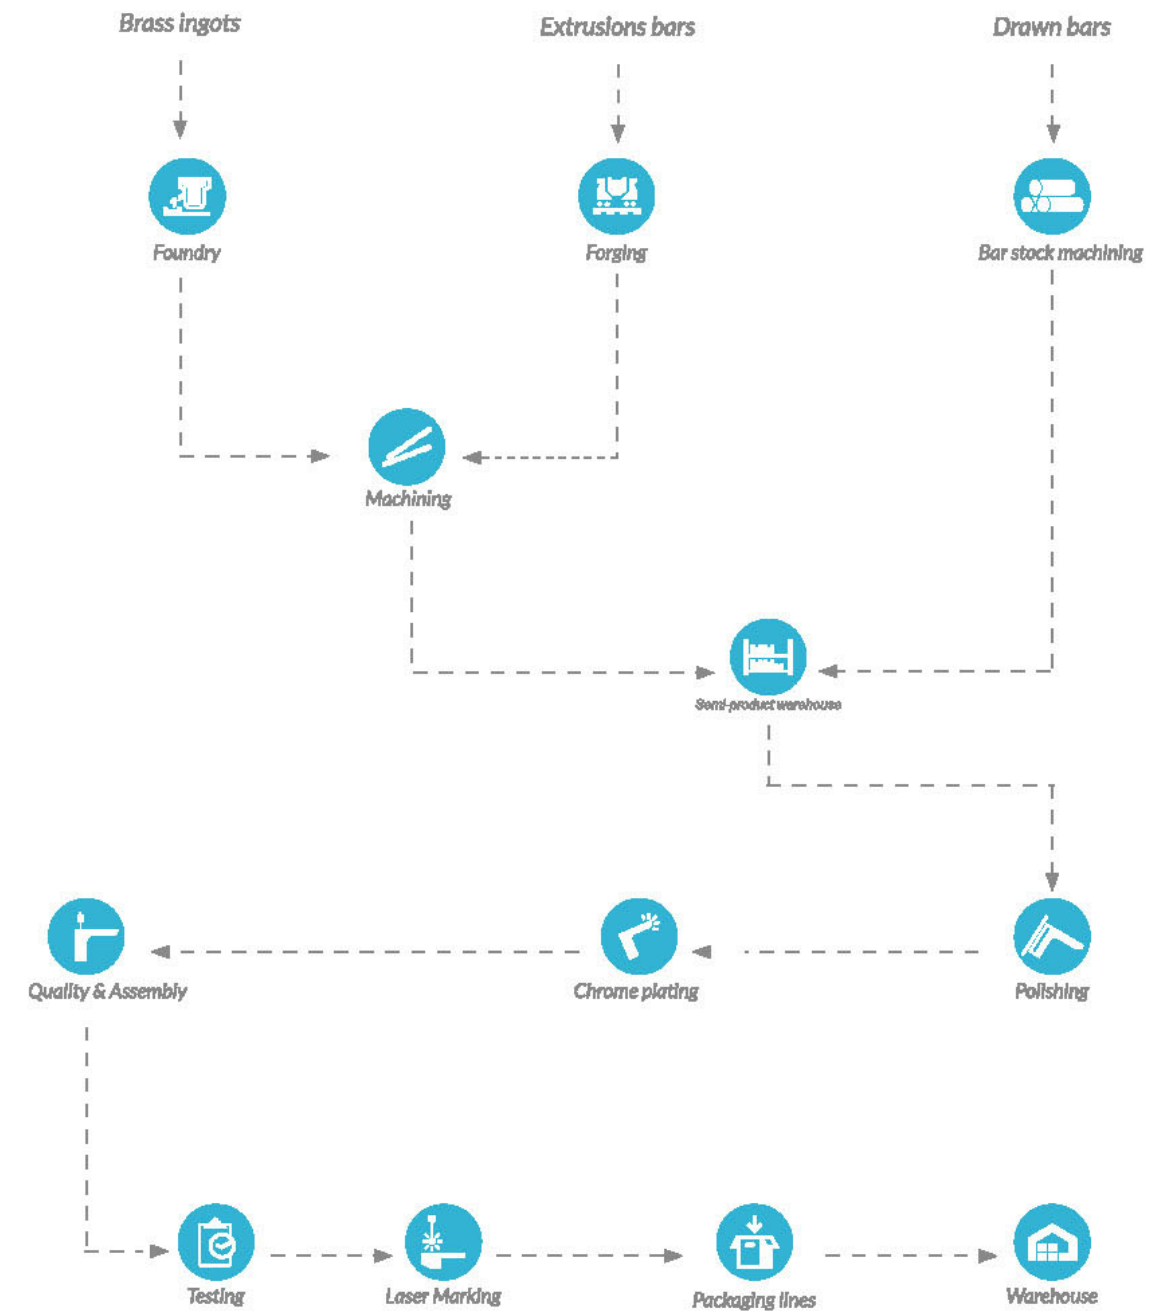 Brass ingots
Extrusions bars
Drawn bars
Foundry
Forging
Bar stock machining
Machining
Semi-product warehouse
Quality & Assembly
Chrome plating
Polishing
Testing
Laser Marking
Packaging lines
Warehouse